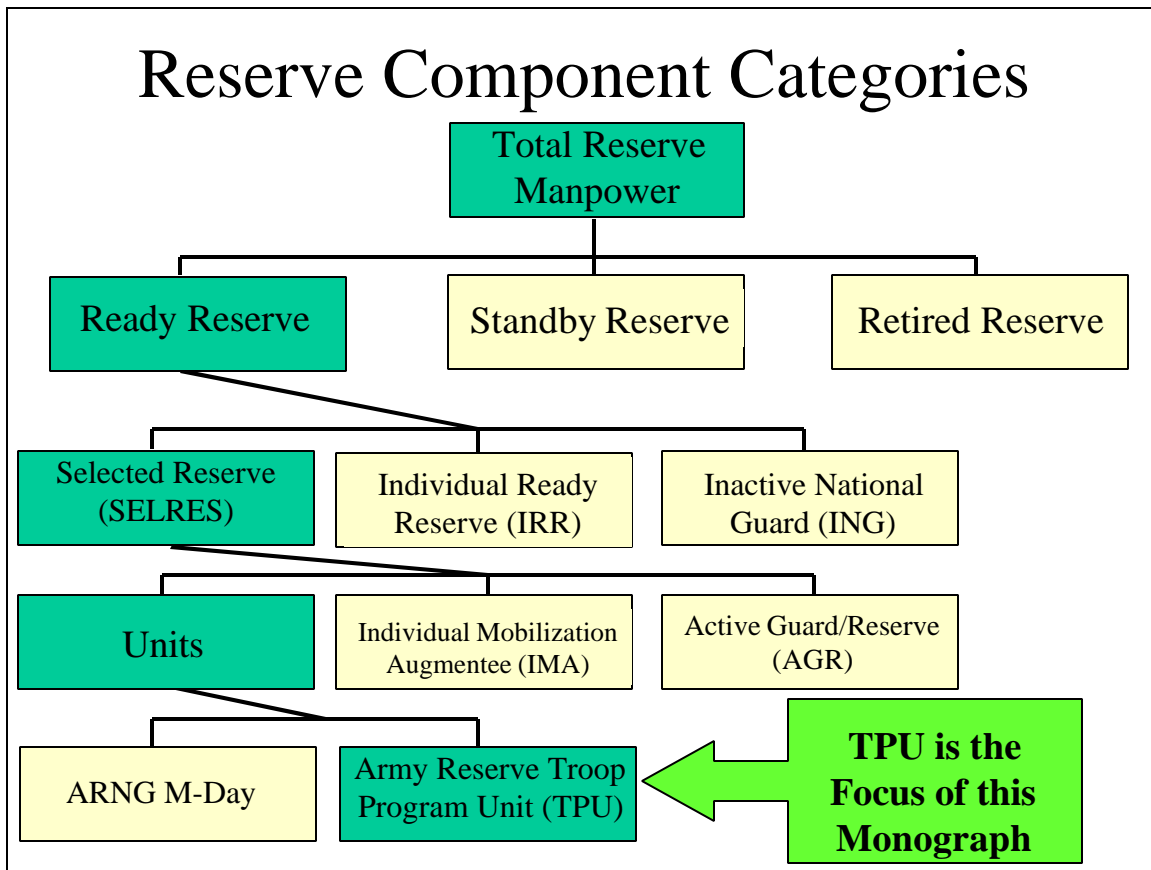 Reserve Component Categories
Total Reserve
Manpower
Ready Reserve
Standby Reserve
Retired Reserve
Selected Reserve
(SELRES)
Individual Ready
Reserve (IRR)
Inactive National
Guard (ING)
Units
Individual Mobilization
Augmentee (IMA)
Active Guard/Reserve
(AGR)
ARNG M-Day
Army Reserve Troop
Program Unit (TPU)
TPU is the
Focus of this
Monograph